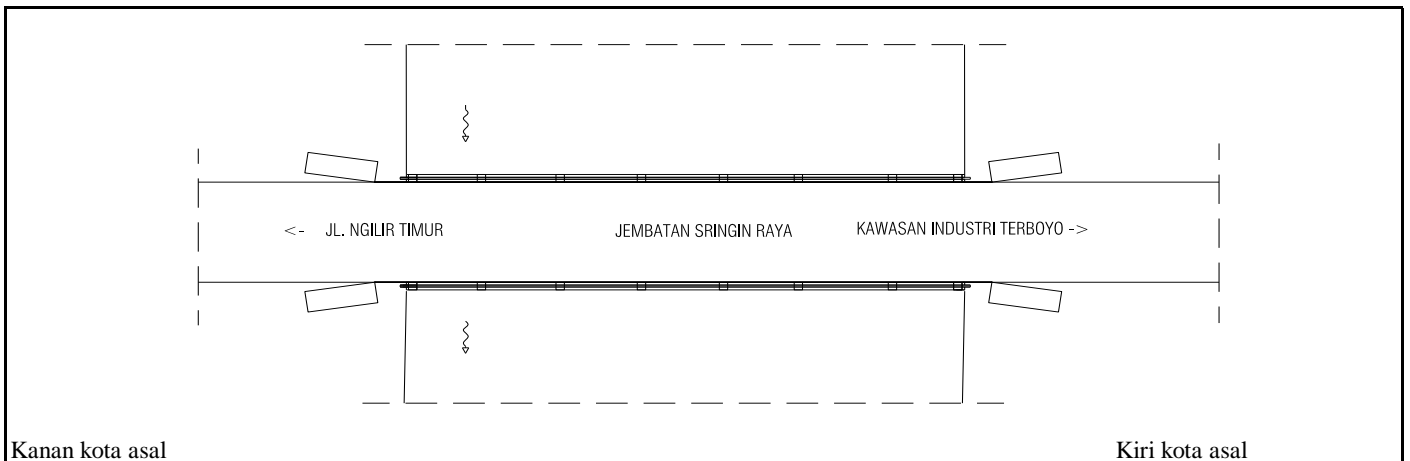 <- JL. NGILIR TIMUR JEMBATAN SRINGIN RAYA KAWASAN INDUSTRI TERBOYO ->
Kanan kota asal Kiri kota asal